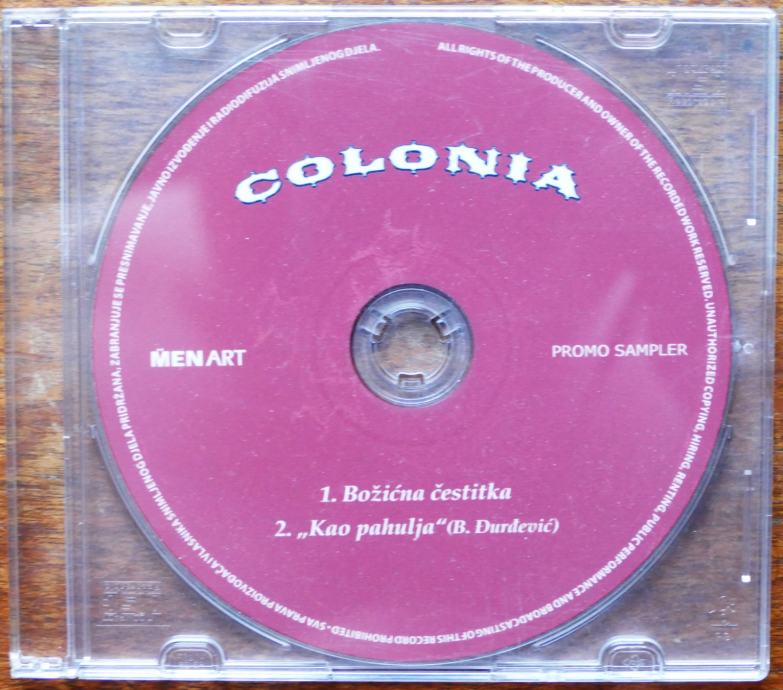 COLONIA
MENART
PROMO SAMPLER
1. Božićna čestitka
2. „Kao pahulja“ (B. Đurđević)
ALL RIGHTS OF THE PRODUCER AND OWNER OF THE RECORDED WORK RESERVED. UNAUTHORIZED COPYING, HIRING, RENTING, PUBLIC PERFORMANCE AND BROADCASTING OF THIS RECORD PROHIBITED • SVA PRAVA PROIZVOĐAČA I VLASNIKA SNIMLJENOG DJELA PRIDRŽANA. ZABRANJUJE SE PRESNIMAVANJE, JAVNO IZVOĐENJE I RADIODIFUZIJA SNIMLJENOG DJELA.